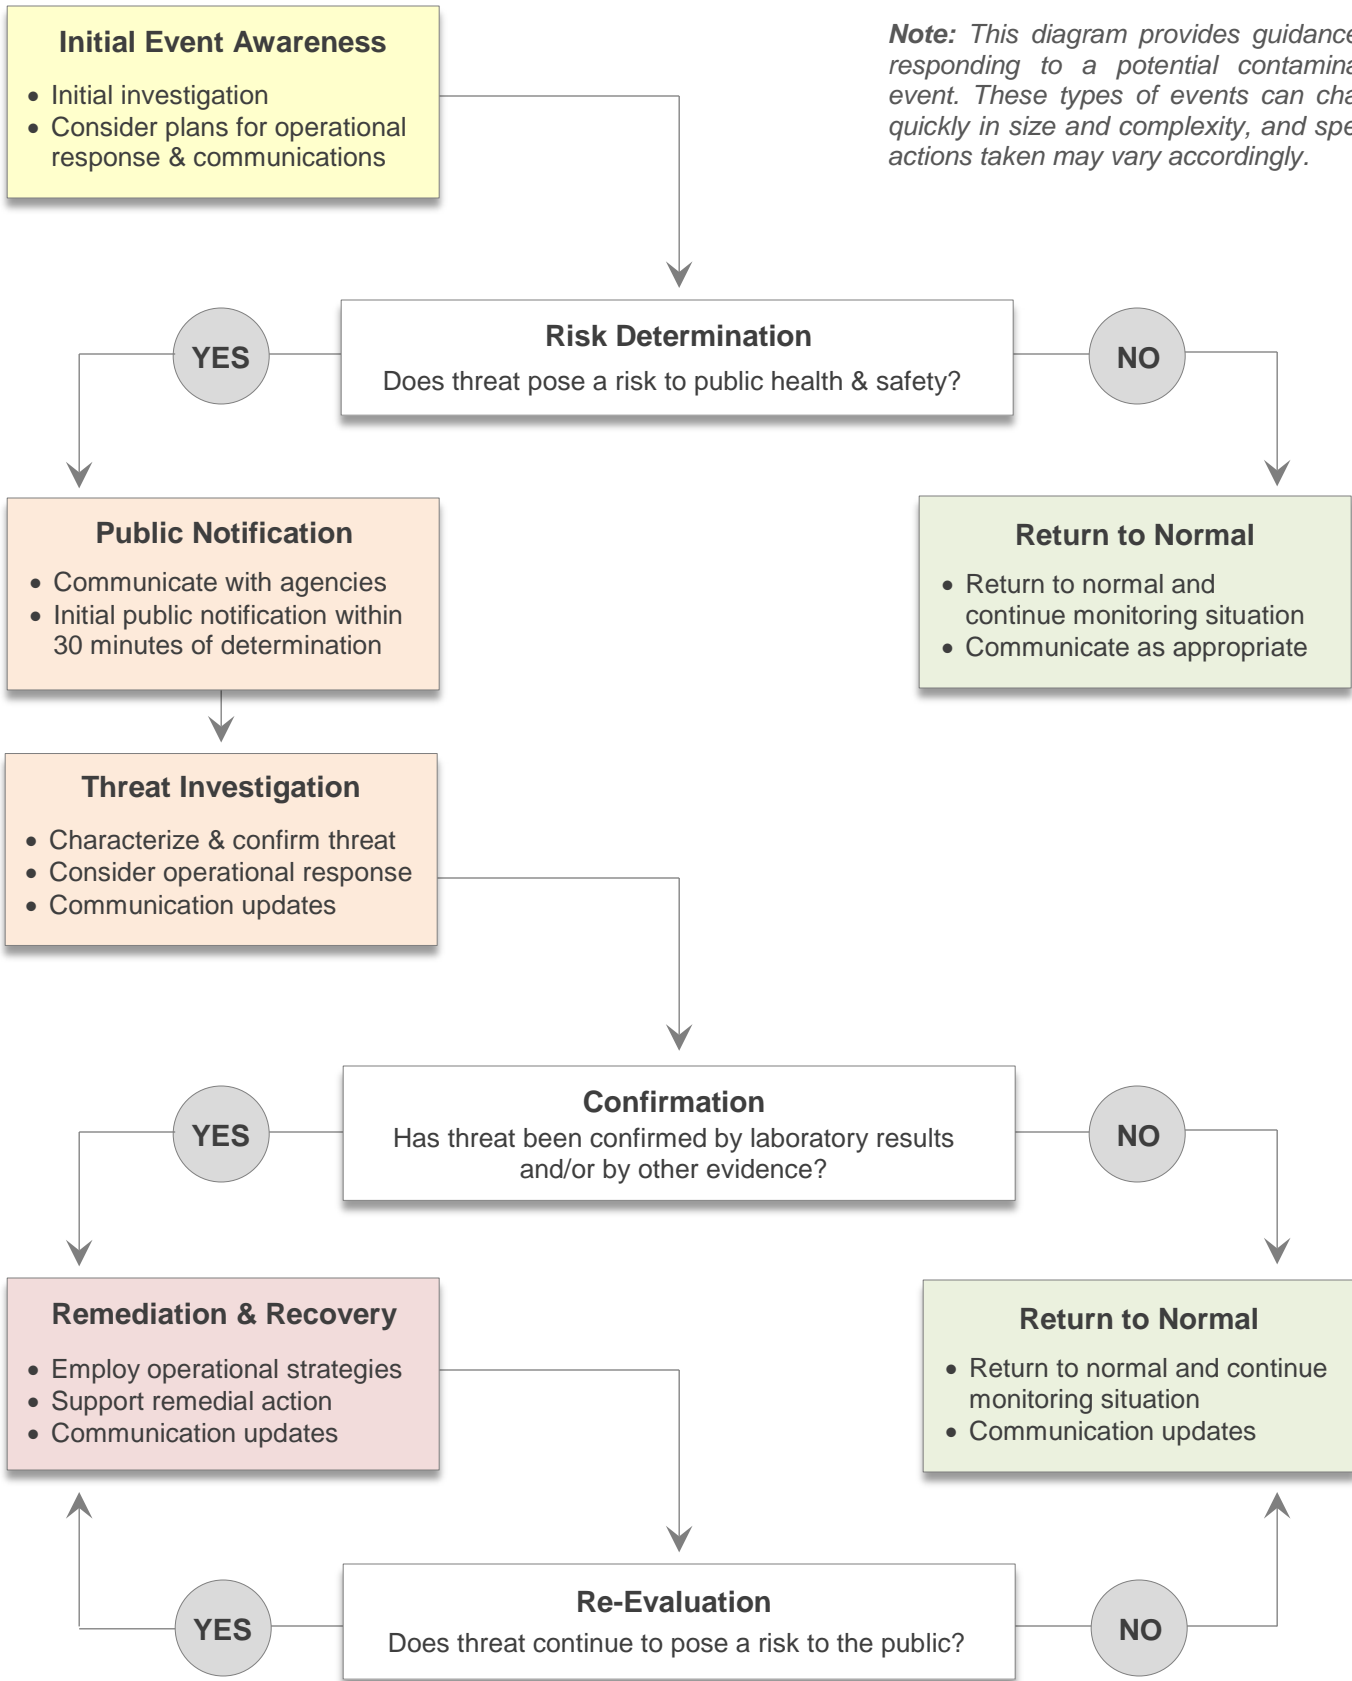 Initial Event Awareness
• Initial investigation
• Consider plans for operational
response & communications
Note: This diagram provides guidance
responding to a potential
event. These types of events can
quickly in size and complexity, and
actions taken may vary accordingly.
Risk Determination
Does threat pose a risk to public health & safety?
YES
NO
Public Notification
• Communicate with agencies
• Initial public notification within
30 minutes of determination
Return to Normal
• Return to normal and
continue monitoring situation
• Communicate as appropriate
Threat Investigation
• Characterize & confirm threat
• Consider operational response
• Communication updates
Confirmation
Has threat been confirmed by laboratory results
and/or by other evidence?
YES
NO
Remediation & Recovery
• Employ operational strategies
• Support remedial action
• Communication updates
Return to Normal
• Return to normal and continue
monitoring situation
• Communication updates
Re-Evaluation
Does threat continue to pose a risk to the public?
YES
NO